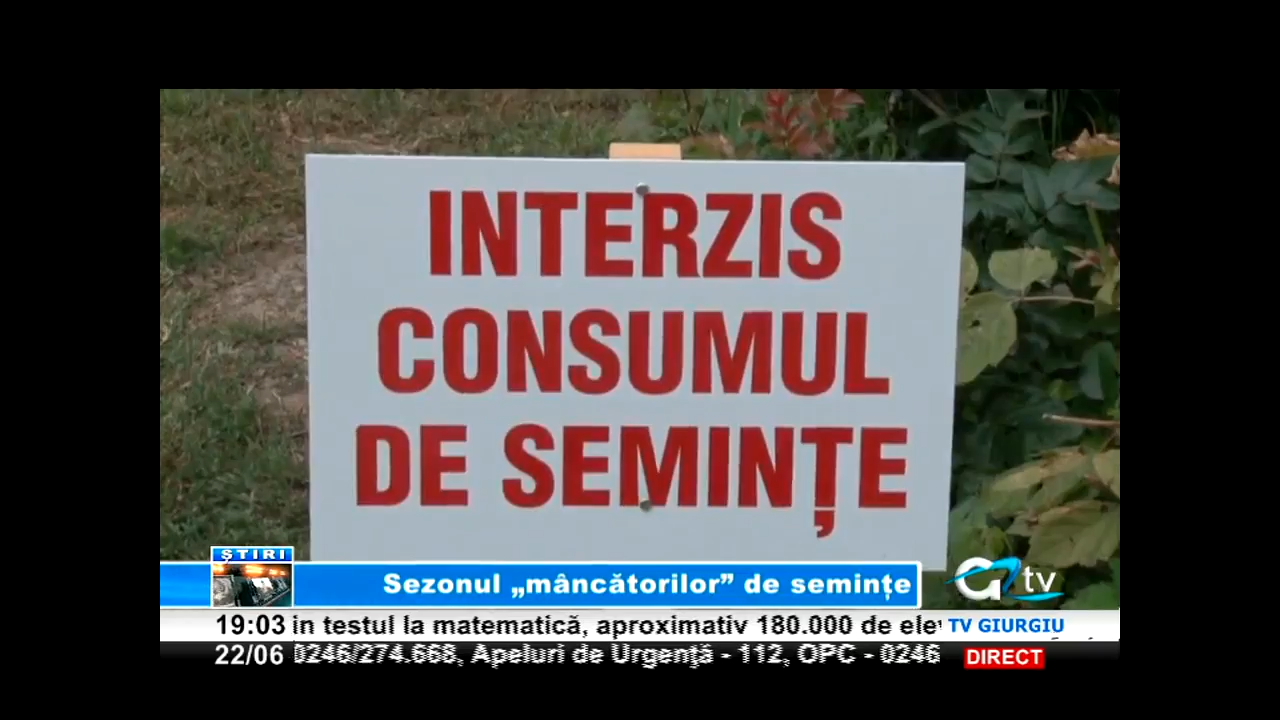 INTERZIS
CONSUMUL
DE SEMINȚE
ȘTIRI
Sezonul „mâncătorilor” de semințe
G tv
19:03 in testul la matematică, aproximativ 180.000 de ele TV GIURGIU
22/06 0246/274.668, Apeluri de Urgență - 112, OPC - 0246 DIRECT